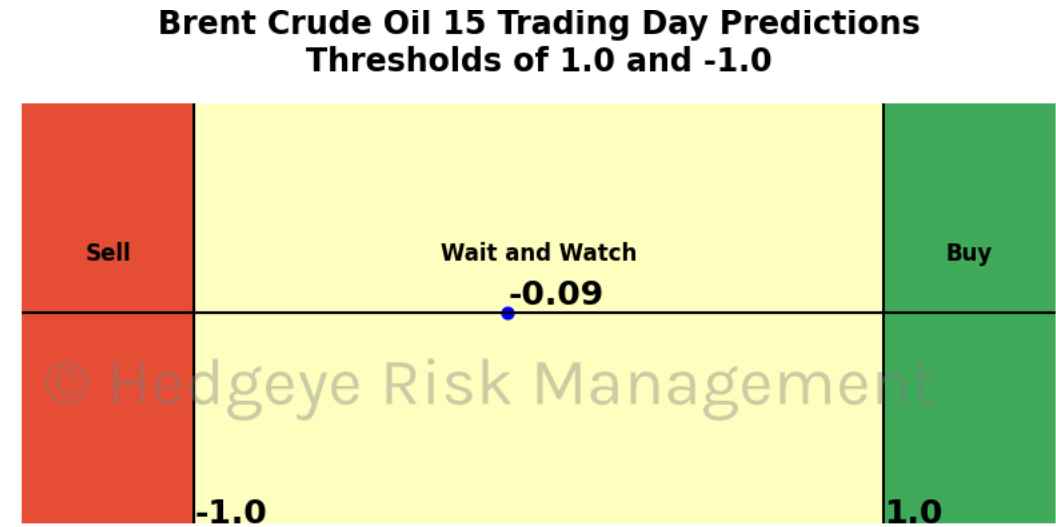 Brent Crude Oil 15 Trading Day Predictions
Thresholds of 1.0 and -1.0
Sell
Wait and Watch
Buy
-0.09
© Hedgeye Risk Management
-1.0
1.0